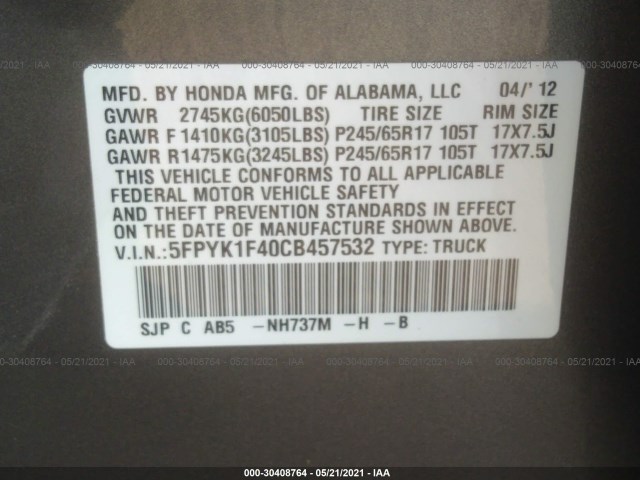 MFD. BY HONDA MFG. OF ALABAMA, LLC 04/'12
GVWR 2745KG(6050LBS) TIRE SIZE RIM SIZE
GAWR F 1410KG(3105LBS) P245/65R17 105T 17X7.5J
GAWR R 1475KG(3245LBS) P245/65R17 105T 17X7.5J
THIS VEHICLE CONFORMS TO ALL APPLICABLE
FEDERAL MOTOR VEHICLE SAFETY
AND THEFT PREVENTION STANDARDS IN EFFECT
ON THE DATE OF MANUFACTURE SHOWN ABOVE.
V.I.N.:5FPYK1F40CB457532 TYPE: TRUCK
SJP C AB5 -NH737M -H -B
000-30408764 - 05/21/2021 - IAA